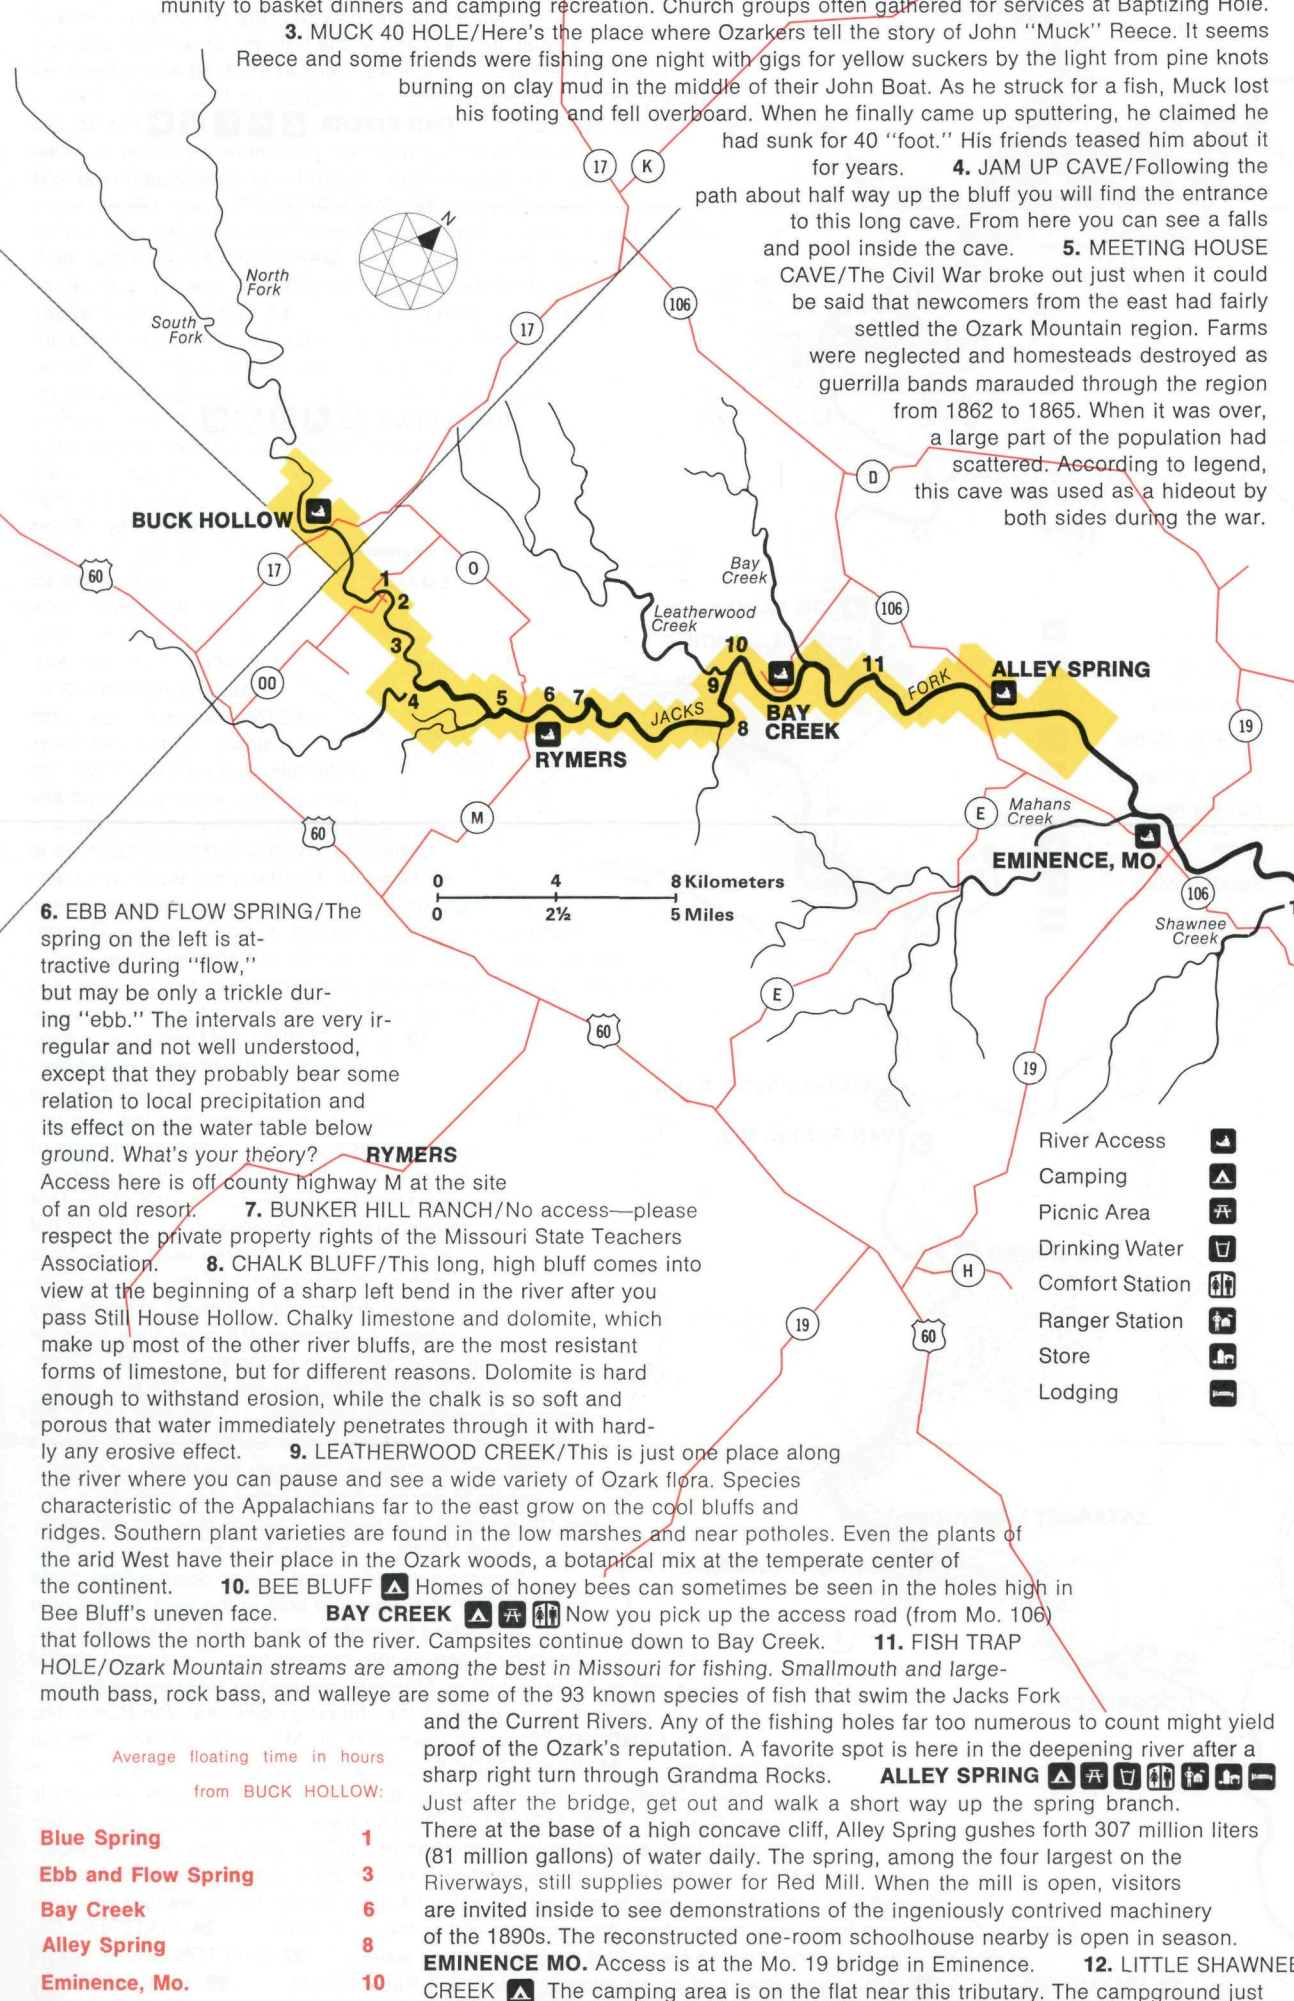 munity to basket dinners and camping recreation. Church groups often gathered for services at Baptizing Hole.
3. MUCK 40 HOLE/Here's the place where Ozarkers tell the story of John "Muck" Reece. It seems
Reece and some friends were fishing one night with gigs for yellow suckers by the light from pine knots
burning on clay mud in the middle of their John Boat. As he struck for a fish, Muck lost
his footing and fell overboard. When he finally came up sputtering, he claimed he
had sunk for 40 "foot." His friends teased him about it
for years. 4. JAM UP CAVE/Following the
path about half way up the bluff you will find the entrance
to this long cave. From here you can see a falls
and pool inside the cave. 5. MEETING HOUSE
CAVE/The Civil War broke out just when it could
be said that newcomers from the east had fairly
settled the Ozark Mountain region. Farms
were neglected and homesteads destroyed as
guerrilla bands marauded through the region
from 1862 to 1865. When it was over,
a large part of the population had
scattered. According to legend,
this cave was used as a hideout by
both sides during the war.
17
K
N
North
Fork
South
Fork
17
106
D
BUCK HOLLOW
60
17
O
1
2
3
4
5
6
7
8
9
10
11
Bay
Creek
Leatherwood
Creek
106
OO
JACKS
FORK
ALLEY SPRING
BAY
CREEK
RYMERS
19
M
60
E
Mahans
Creek
EMINENCE, MO.
106
Shawnee
Creek
1
0 4 8 Kilometers
0 2½ 5 Miles
E
60
19
H
19
60
6. EBB AND FLOW SPRING/The
spring on the left is at-
tractive during "flow,"
but may be only a trickle dur-
ing "ebb." The intervals are very ir-
regular and not well understood,
except that they probably bear some
relation to local precipitation and
its effect on the water table below
ground. What's your theory? RYMERS
Access here is off county highway M at the site
of an old resort. 7. BUNKER HILL RANCH/No access—please
respect the private property rights of the Missouri State Teachers
Association. 8. CHALK BLUFF/This long, high bluff comes into
view at the beginning of a sharp left bend in the river after you
pass Still House Hollow. Chalky limestone and dolomite, which
make up most of the other river bluffs, are the most resistant
forms of limestone, but for different reasons. Dolomite is hard
enough to withstand erosion, while the chalk is so soft and
porous that water immediately penetrates through it with hard-
ly any erosive effect. 9. LEATHERWOOD CREEK/This is just one place along
the river where you can pause and see a wide variety of Ozark flora. Species
characteristic of the Appalachians far to the east grow on the cool bluffs and
ridges. Southern plant varieties are found in the low marshes and near potholes. Even the plants of
the arid West have their place in the Ozark woods, a botanical mix at the temperate center of
the continent. 10. BEE BLUFF Homes of honey bees can sometimes be seen in the holes high in
Bee Bluff's uneven face. BAY CREEK Now you pick up the access road (from Mo. 106)
that follows the north bank of the river. Campsites continue down to Bay Creek. 11. FISH TRAP
HOLE/Ozark Mountain streams are among the best in Missouri for fishing. Smallmouth and large-
mouth bass, rock bass, and walleye are some of the 93 known species of fish that swim the Jacks Fork
and the Current Rivers. Any of the fishing holes far too numerous to count might yield
proof of the Ozark's reputation. A favorite spot is here in the deepening river after a
sharp right turn through Grandma Rocks. ALLEY SPRING
Just after the bridge, get out and walk a short way up the spring branch.
There at the base of a high concave cliff, Alley Spring gushes forth 307 million liters
(81 million gallons) of water daily. The spring, among the four largest on the
Riverways, still supplies power for Red Mill. When the mill is open, visitors
are invited inside to see demonstrations of the ingeniously contrived machinery
of the 1890s. The reconstructed one-room schoolhouse nearby is open in season.
EMINENCE MO. Access is at the Mo. 19 bridge in Eminence. 12. LITTLE SHAWNEE
CREEK The camping area is on the flat near this tributary. The campground just
River Access
Camping
Picnic Area
Drinking Water
Comfort Station
Ranger Station
Store
Lodging
Average floating time in hours
from BUCK HOLLOW:
Blue Spring 1
Ebb and Flow Spring 3
Bay Creek 6
Alley Spring 8
Eminence, Mo. 10